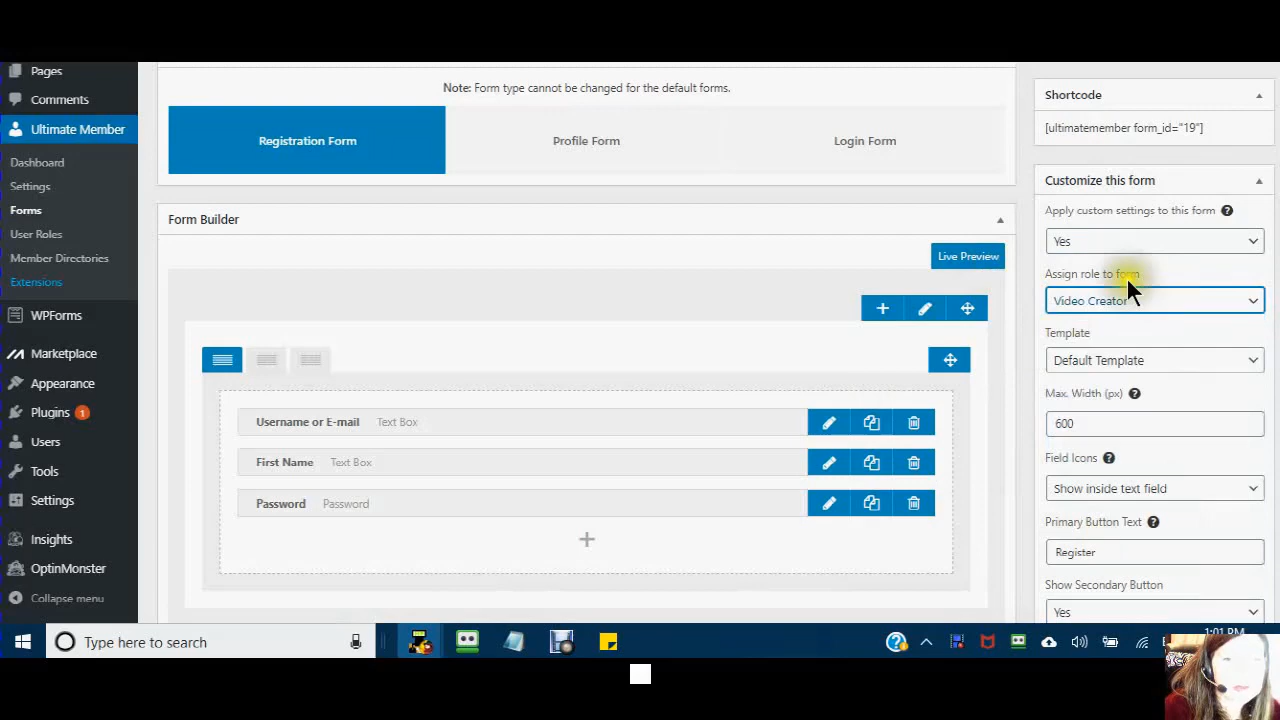 Pages
Comments
Ultimate Member
Dashboard
Settings
Forms
User Roles
Member Directories
Extensions
WPForms
Marketplace
Appearance
Plugins 1
Users
Tools
Settings
Insights
OptinMonster
Collapse menu
Note: Form type cannot be changed for the default forms.
Registration Form
Profile Form
Login Form
Form Builder
Live Preview
Username or E-mail Text Box
First Name Text Box
Password Password
Shortcode
[ultimatemember form_id="19"]
Customize this form
Apply custom settings to this form ?
Yes
Assign role to form
Video Creator
Template
Default Template
Max. Width (px) ?
600
Field Icons ?
Show inside text field
Primary Button Text ?
Register
Show Secondary Button
Yes
Type here to search
1:01 PM